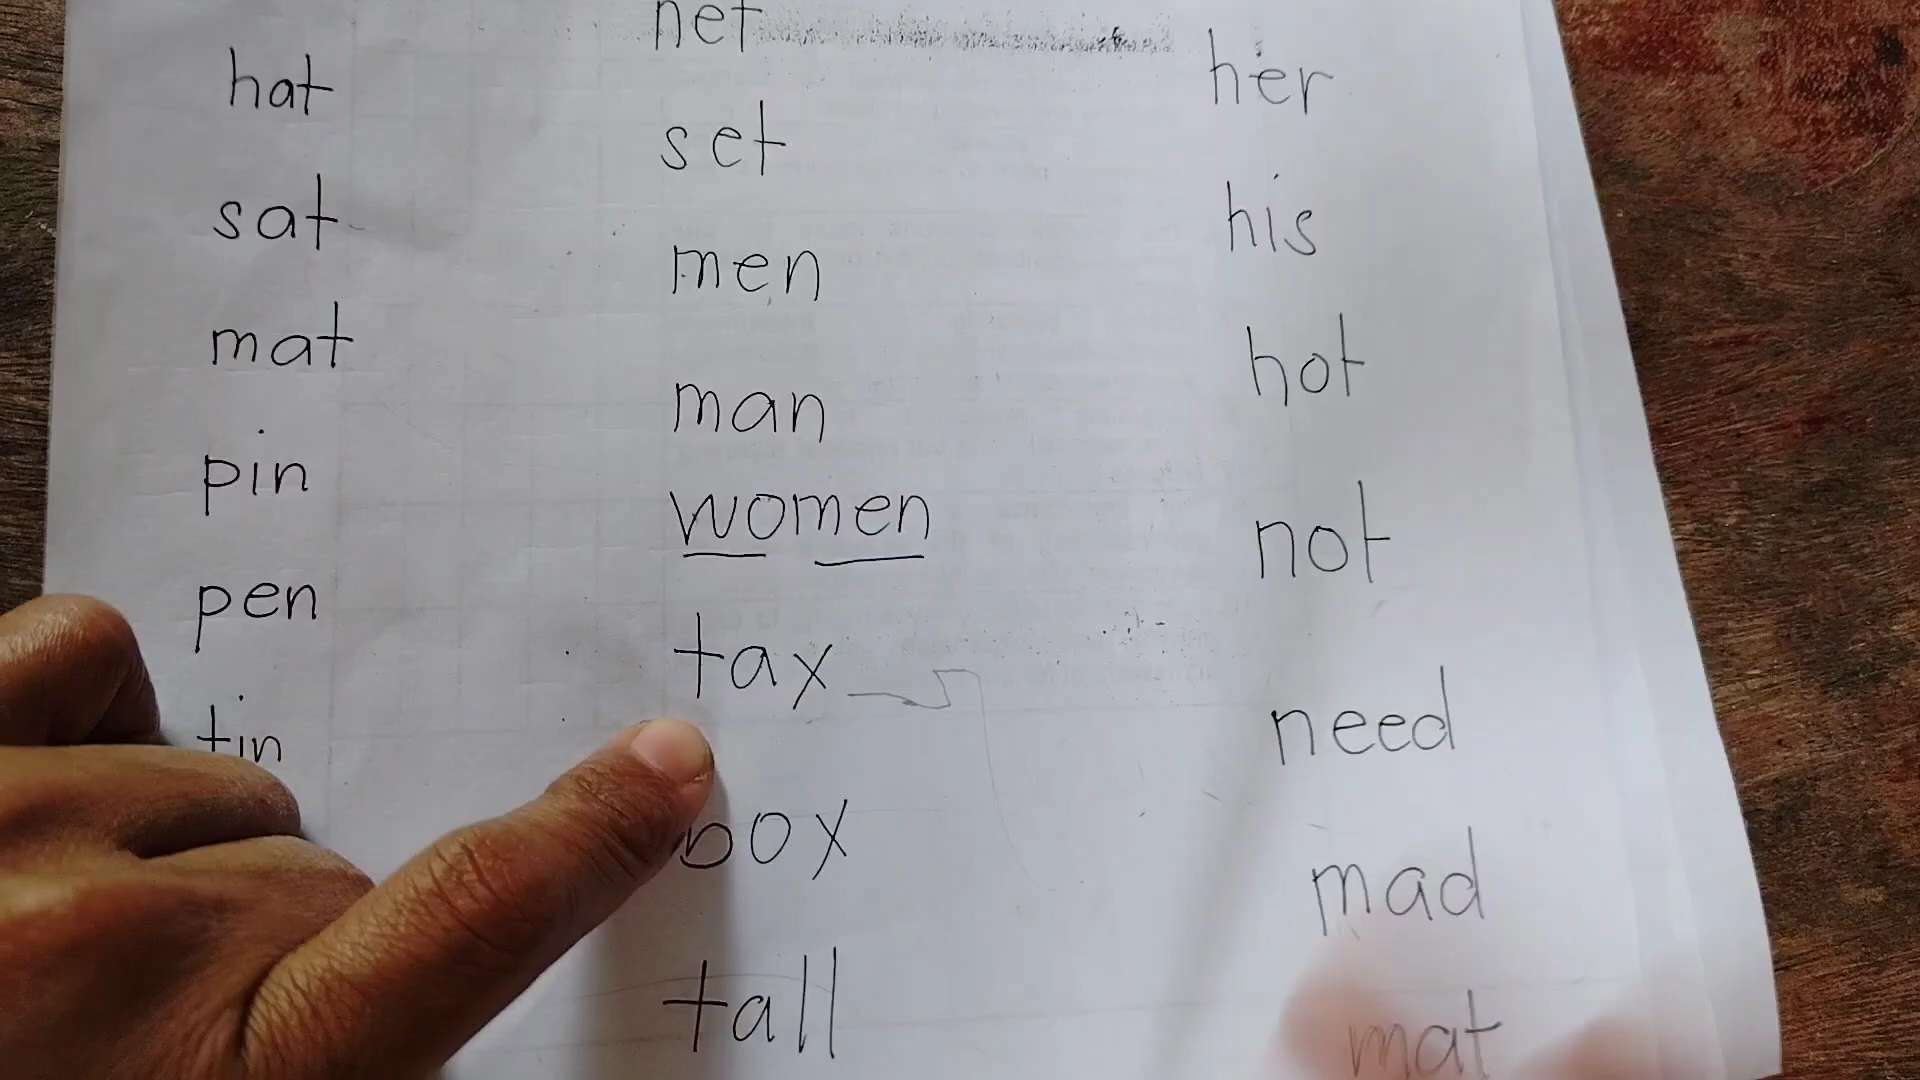 hat
sat
mat
pin
pen
tin
net
set
men
man
women
tax
box
tall
her
his
hot
not
need
mad
mat